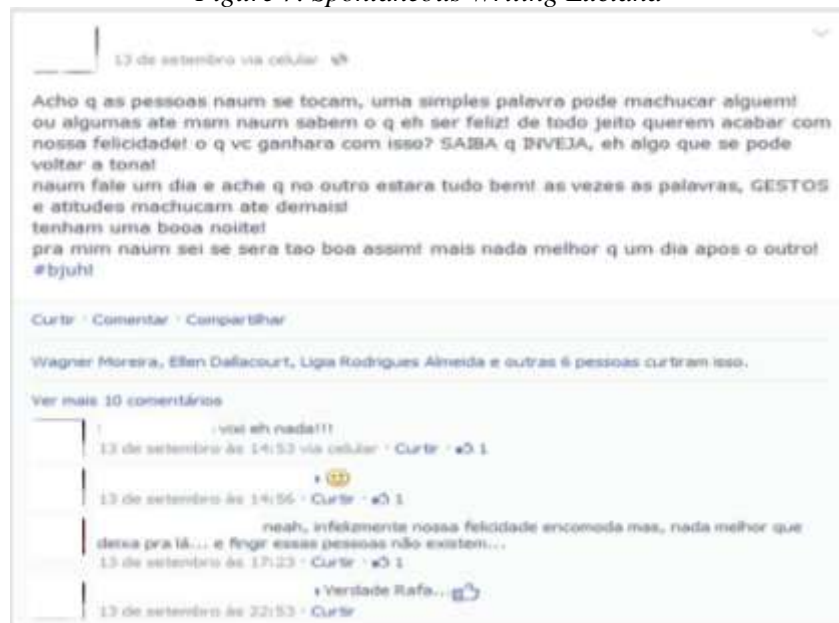 Figure 7. Spontaneous Writing Luciana
13 de setembro via celular
Acho q as pessoas naum se tocam, uma simples palavra pode machucar alguem!
ou algumas ate msm naum sabem o q eh ser feliz! de todo jeito querem acabar com
nossa felicidade! o q vc ganhara com isso? SAIBA q INVEJA, eh algo que se pode
voltar a tona!
naum fale um dia e ache q no outro estara tudo bem! as vezes as palavras, GESTOS
e atitudes machucam ate demais!
tenham uma booa noiite!
pra mim naum sei se sera tao boa assim! mais nada melhor q um dia apos o outro!
#bjuh!
Curtir · Comentar · Compartilhar
Wagner Moreira, Ellen Dallacourt, Ligia Rodrigues Almeida e outras 6 pessoas curtiram isso.
Ver mais 10 comentários
eh nada!!!
13 de setembro às 14:53 via celular · Curtir · 1
13 de setembro às 14:56 · Curtir · 1
neah, infelizmente nossa felicidade encomoda mas, nada melhor que
deixa pra lá... e fingir essas pessoas não existem...
13 de setembro às 17:23 · Curtir · 1
Verdade Rafa...
13 de setembro às 22:53 · Curtir